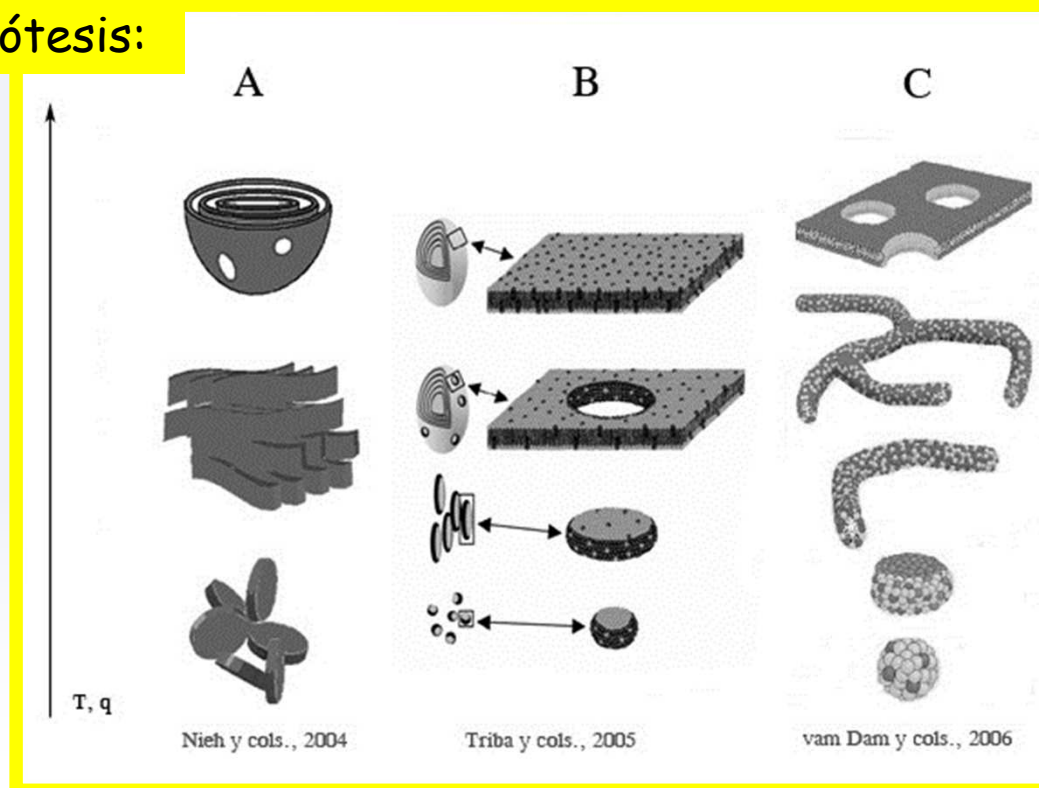 ótesis:
A
B
C
T, q
Nieh y cols., 2004
Triba y cols., 2005
vam Dam y cols., 2006